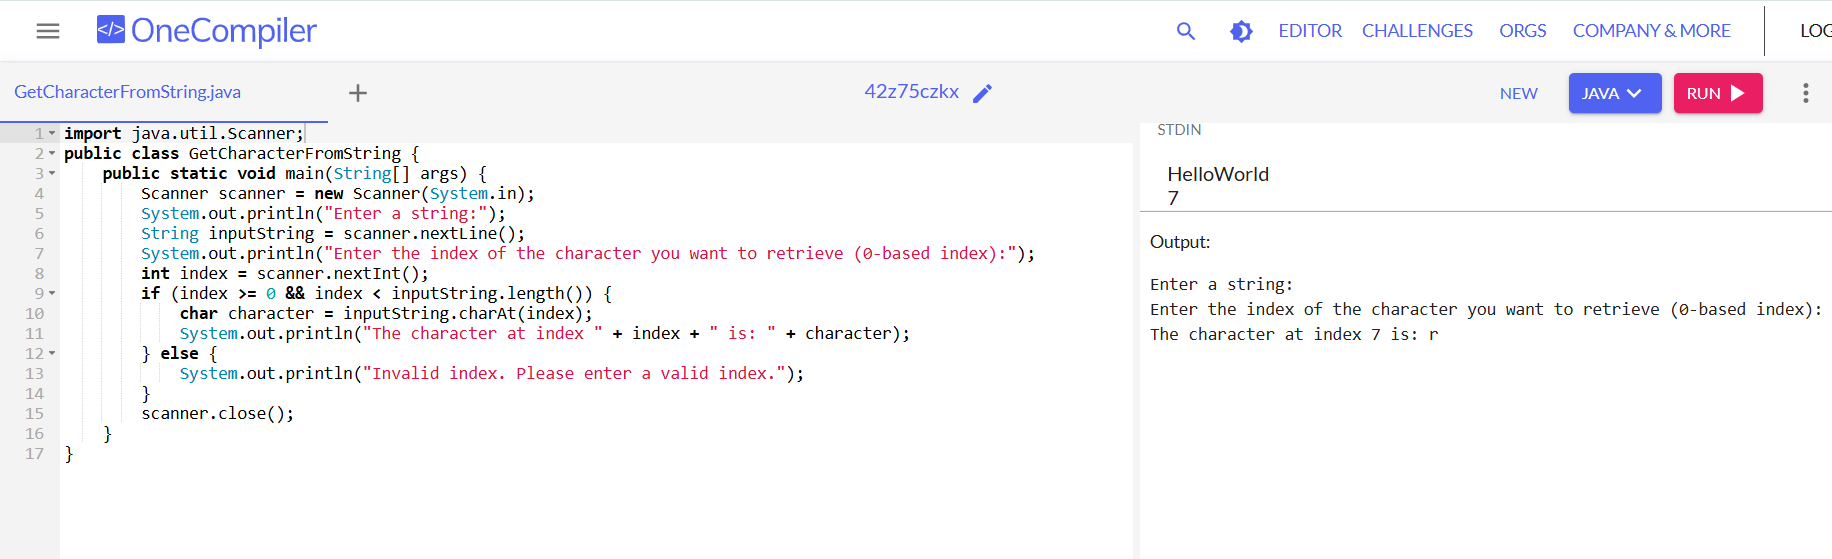 </> OneCompiler
EDITOR CHALLENGES ORGS COMPANY & MORE LOG
GetCharacterFromString.java
42z75czkx
NEW JAVA RUN
1 import java.util.Scanner;
2 public class GetCharacterFromString {
3     public static void main(String[] args) {
4         Scanner scanner = new Scanner(System.in);
5         System.out.println("Enter a string:");
6         String inputString = scanner.nextLine();
7         System.out.println("Enter the index of the character you want to retrieve (0-based index):");
8         int index = scanner.nextInt();
9         if (index >= 0 && index < inputString.length()) {
10             char character = inputString.charAt(index);
11             System.out.println("The character at index " + index + " is: " + character);
12         } else {
13             System.out.println("Invalid index. Please enter a valid index.");
14         }
15         scanner.close();
16     }
17 }
STDIN
HelloWorld
7
Output:
Enter a string:
Enter the index of the character you want to retrieve (0-based index):
The character at index 7 is: r